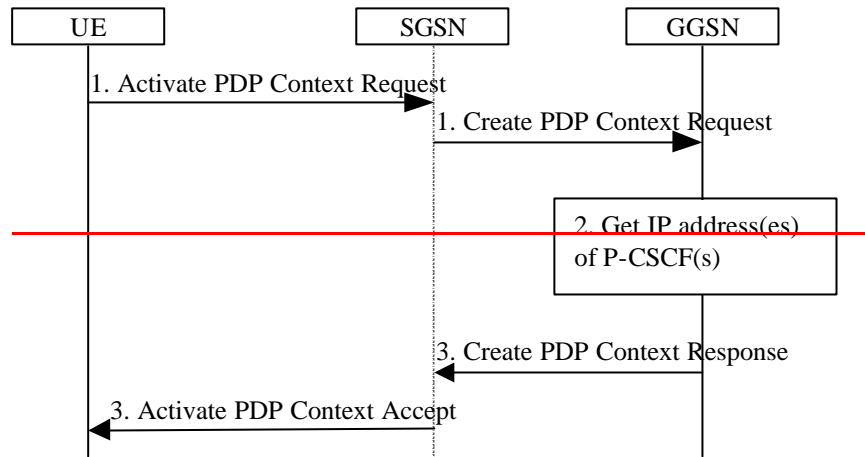 UE
SGSN
GGSN
1. Activate PDP Context Request
1. Create PDP Context Request
2. Get IP address(es)
of P-CSCF(s)
3. Create PDP Context Response
3. Activate PDP Context Accept